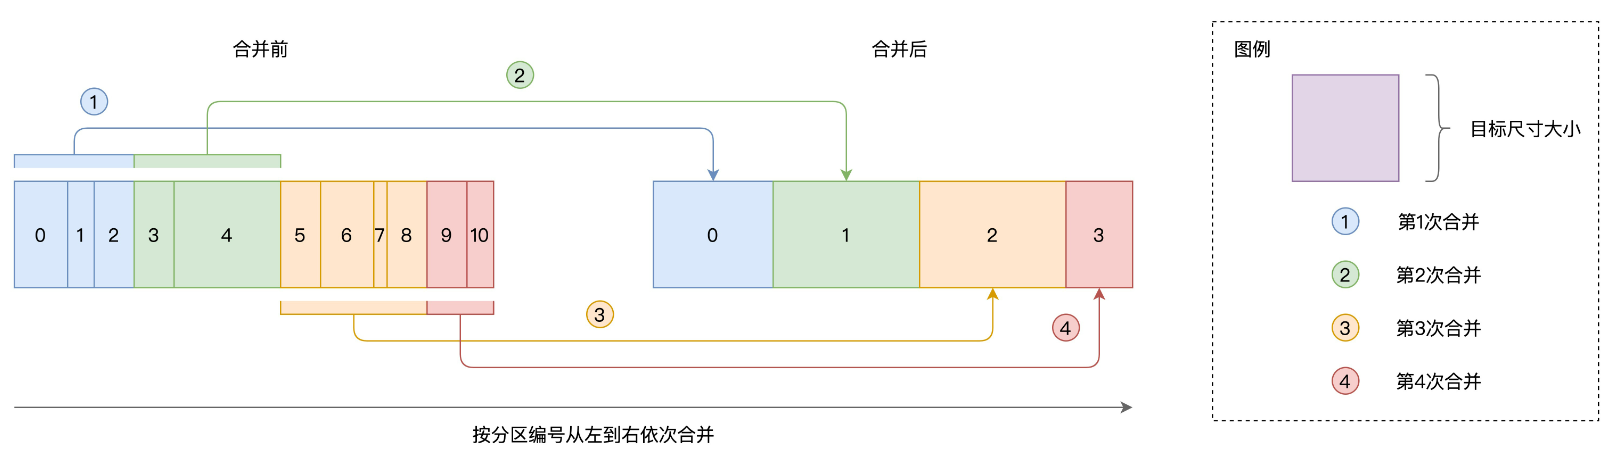 合并前
合并后
①
②
0 1 2 3 4 5 6 7 8 9 10
0 1 2 3
③
④
按分区编号从左到右依次合并
图例
目标尺寸大小
① 第1次合并
② 第2次合并
③ 第3次合并
④ 第4次合并